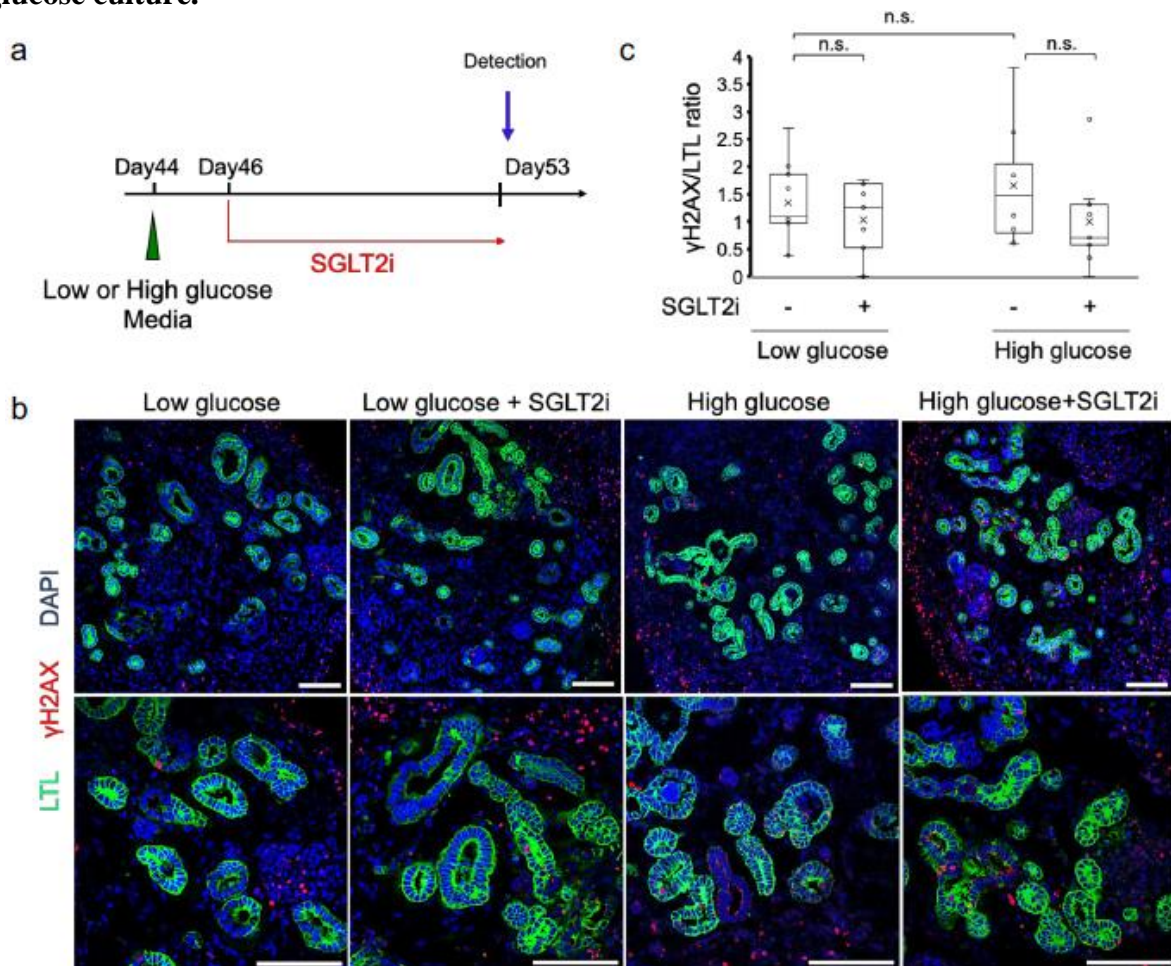 glucose culture.
a
Detection
Day44 Day46 Day53
SGLT2i
Low or High glucose
Media
c
n.s.
n.s. n.s.
γH2AX/LTL ratio
4
3.5
3
2.5
2
1.5
1
0.5
0
SGLT2i - + - +
Low glucose High glucose
b
Low glucose Low glucose + SGLT2i High glucose High glucose+SGLT2i
LTL γH2AX DAPI